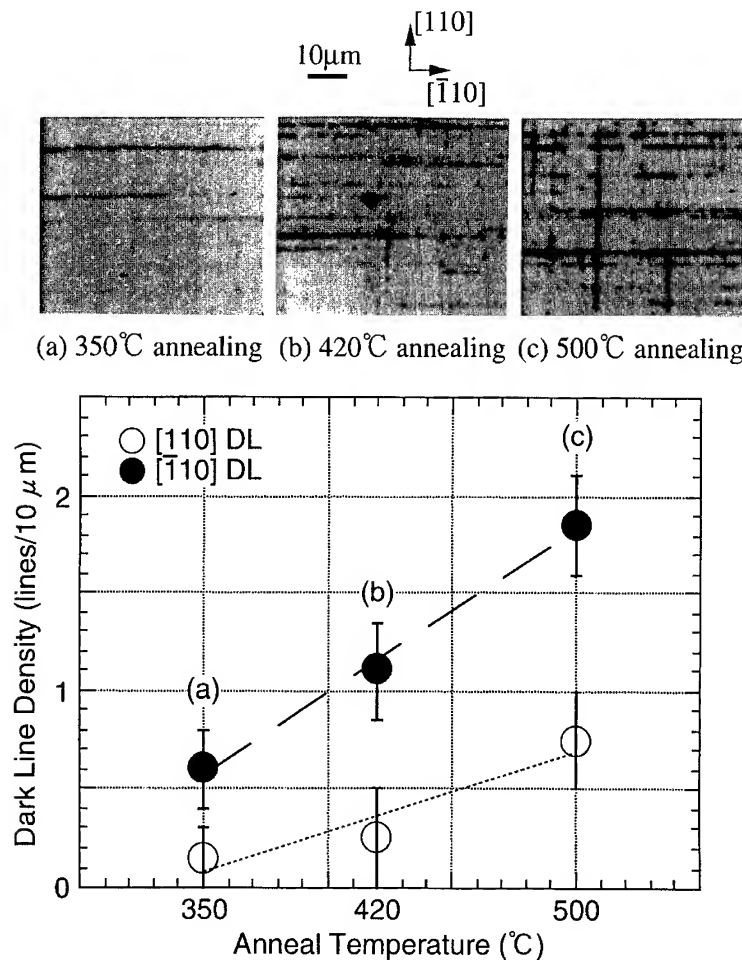 [110]
10μm
[1̅10]
(a) 350℃ annealing (b) 420℃ annealing (c) 500℃ annealing
[110] DL
[1̅10] DL
(c)
2
(b)
(a)
1
0
Dark Line Density (lines/10 μm)
350 420 500
Anneal Temperature (℃)